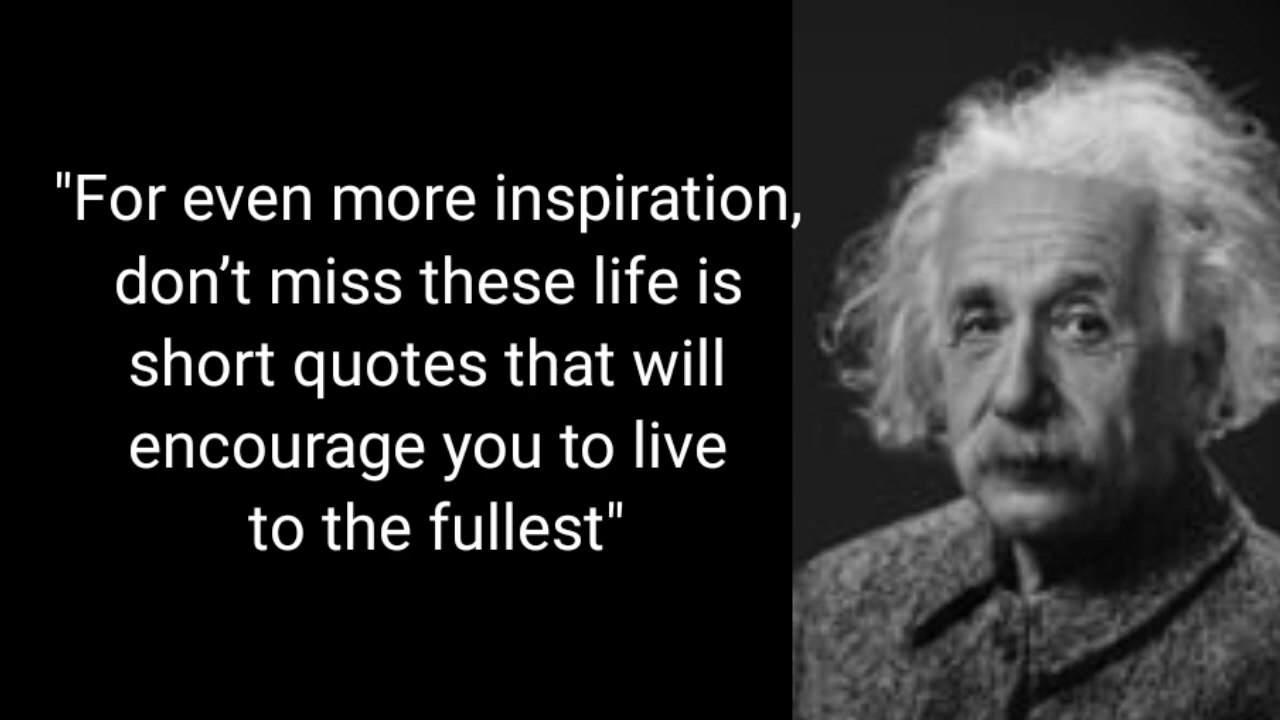 "For even more inspiration,
don’t miss these life is
short quotes that will
encourage you to live
to the fullest"